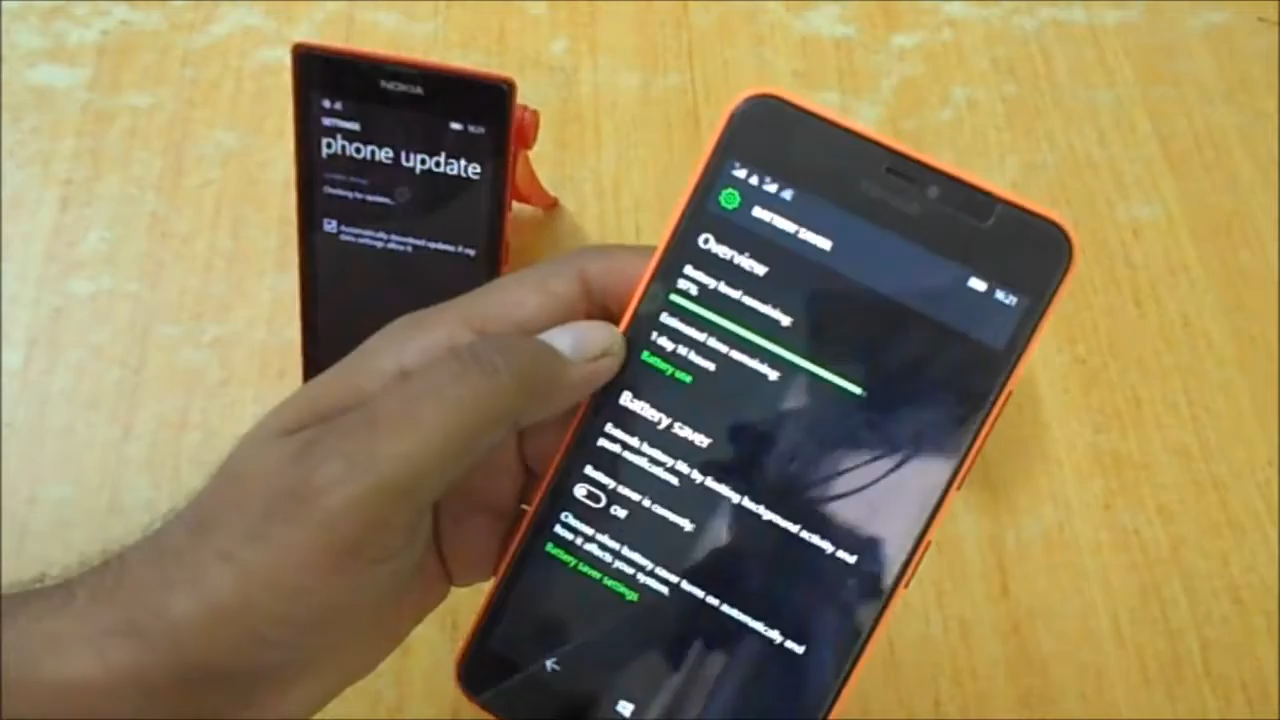 NOKIA
SETTINGS
16:21
phone update
Checking for updates...
Automatically download updates if my
data settings allow it
BATTERY SAVER
16:21
Overview
Battery level remaining:
97%
Estimated time remaining:
1 day 14 hours
Battery use
Battery saver
Extends battery life by limiting background activity and
push notifications.
Battery saver is currently:
Off
Choose when battery saver turns on automatically and
how it affects your system.
Battery saver settings